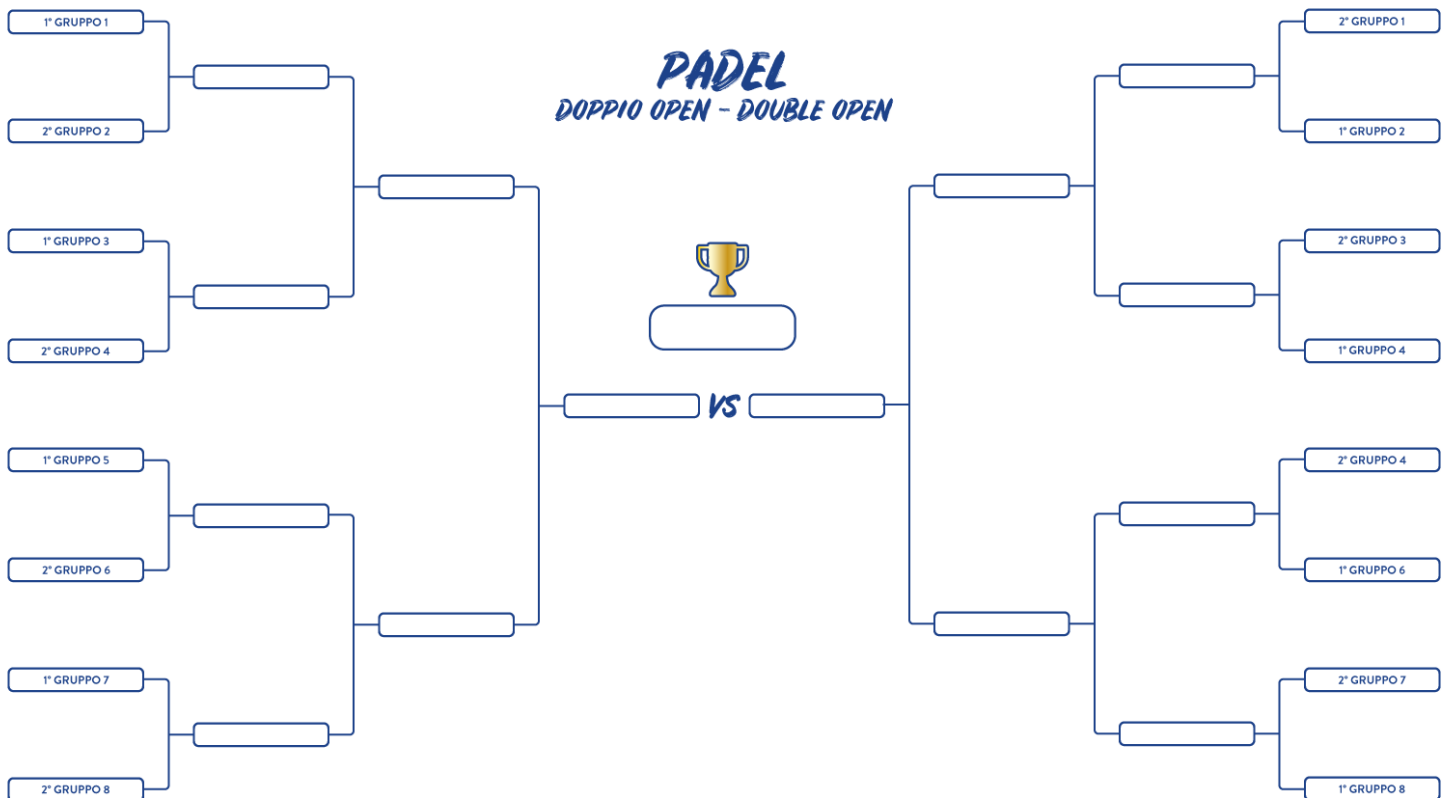 1° GRUPPO 1
2° GRUPPO 2
1° GRUPPO 3
2° GRUPPO 4
1° GRUPPO 5
2° GRUPPO 6
1° GRUPPO 7
2° GRUPPO 8
PADEL
DOPPIO OPEN - DOUBLE OPEN
VS
2° GRUPPO 1
1° GRUPPO 2
2° GRUPPO 3
1° GRUPPO 4
2° GRUPPO 4
1° GRUPPO 6
2° GRUPPO 7
1° GRUPPO 8